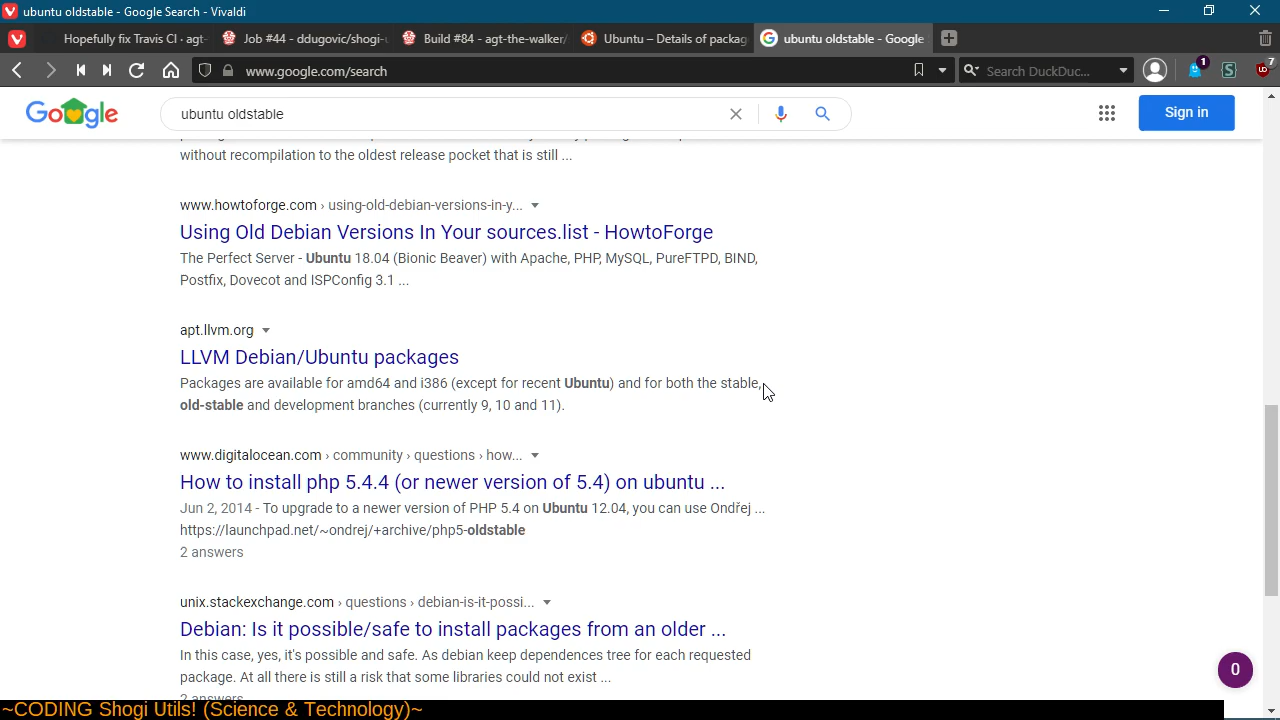 ubuntu oldstable - Google Search - Vivaldi
Hopefully fix Travis CI · agt-
Job #44 - ddugovic/shogi-
Build #84 - agt-the-walker/
Ubuntu – Details of packag
ubuntu oldstable - Google
www.google.com/search
Search DuckDuc...
1
7
Google
ubuntu oldstable
Sign in
without recompilation to the oldest release pocket that is still ...
www.howtoforge.com › using-old-debian-versions-in-y...
Using Old Debian Versions In Your sources.list - HowtoForge
The Perfect Server - Ubuntu 18.04 (Bionic Beaver) with Apache, PHP, MySQL, PureFTPD, BIND,
Postfix, Dovecot and ISPConfig 3.1 ...
apt.llvm.org
LLVM Debian/Ubuntu packages
Packages are available for amd64 and i386 (except for recent Ubuntu) and for both the stable,
old-stable and development branches (currently 9, 10 and 11).
www.digitalocean.com › community › questions › how...
How to install php 5.4.4 (or newer version of 5.4) on ubuntu ...
Jun 2, 2014 - To upgrade to a newer version of PHP 5.4 on Ubuntu 12.04, you can use Ondřej ...
https://launchpad.net/~ondrej/+archive/php5-oldstable
2 answers
unix.stackexchange.com › questions › debian-is-it-possi...
Debian: Is it possible/safe to install packages from an older ...
In this case, yes, it's possible and safe. As debian keep dependences tree for each requested
package. At all there is still a risk that some libraries could not exist ...
2 answers
0
~CODING Shogi Utils! (Science & Technology)~